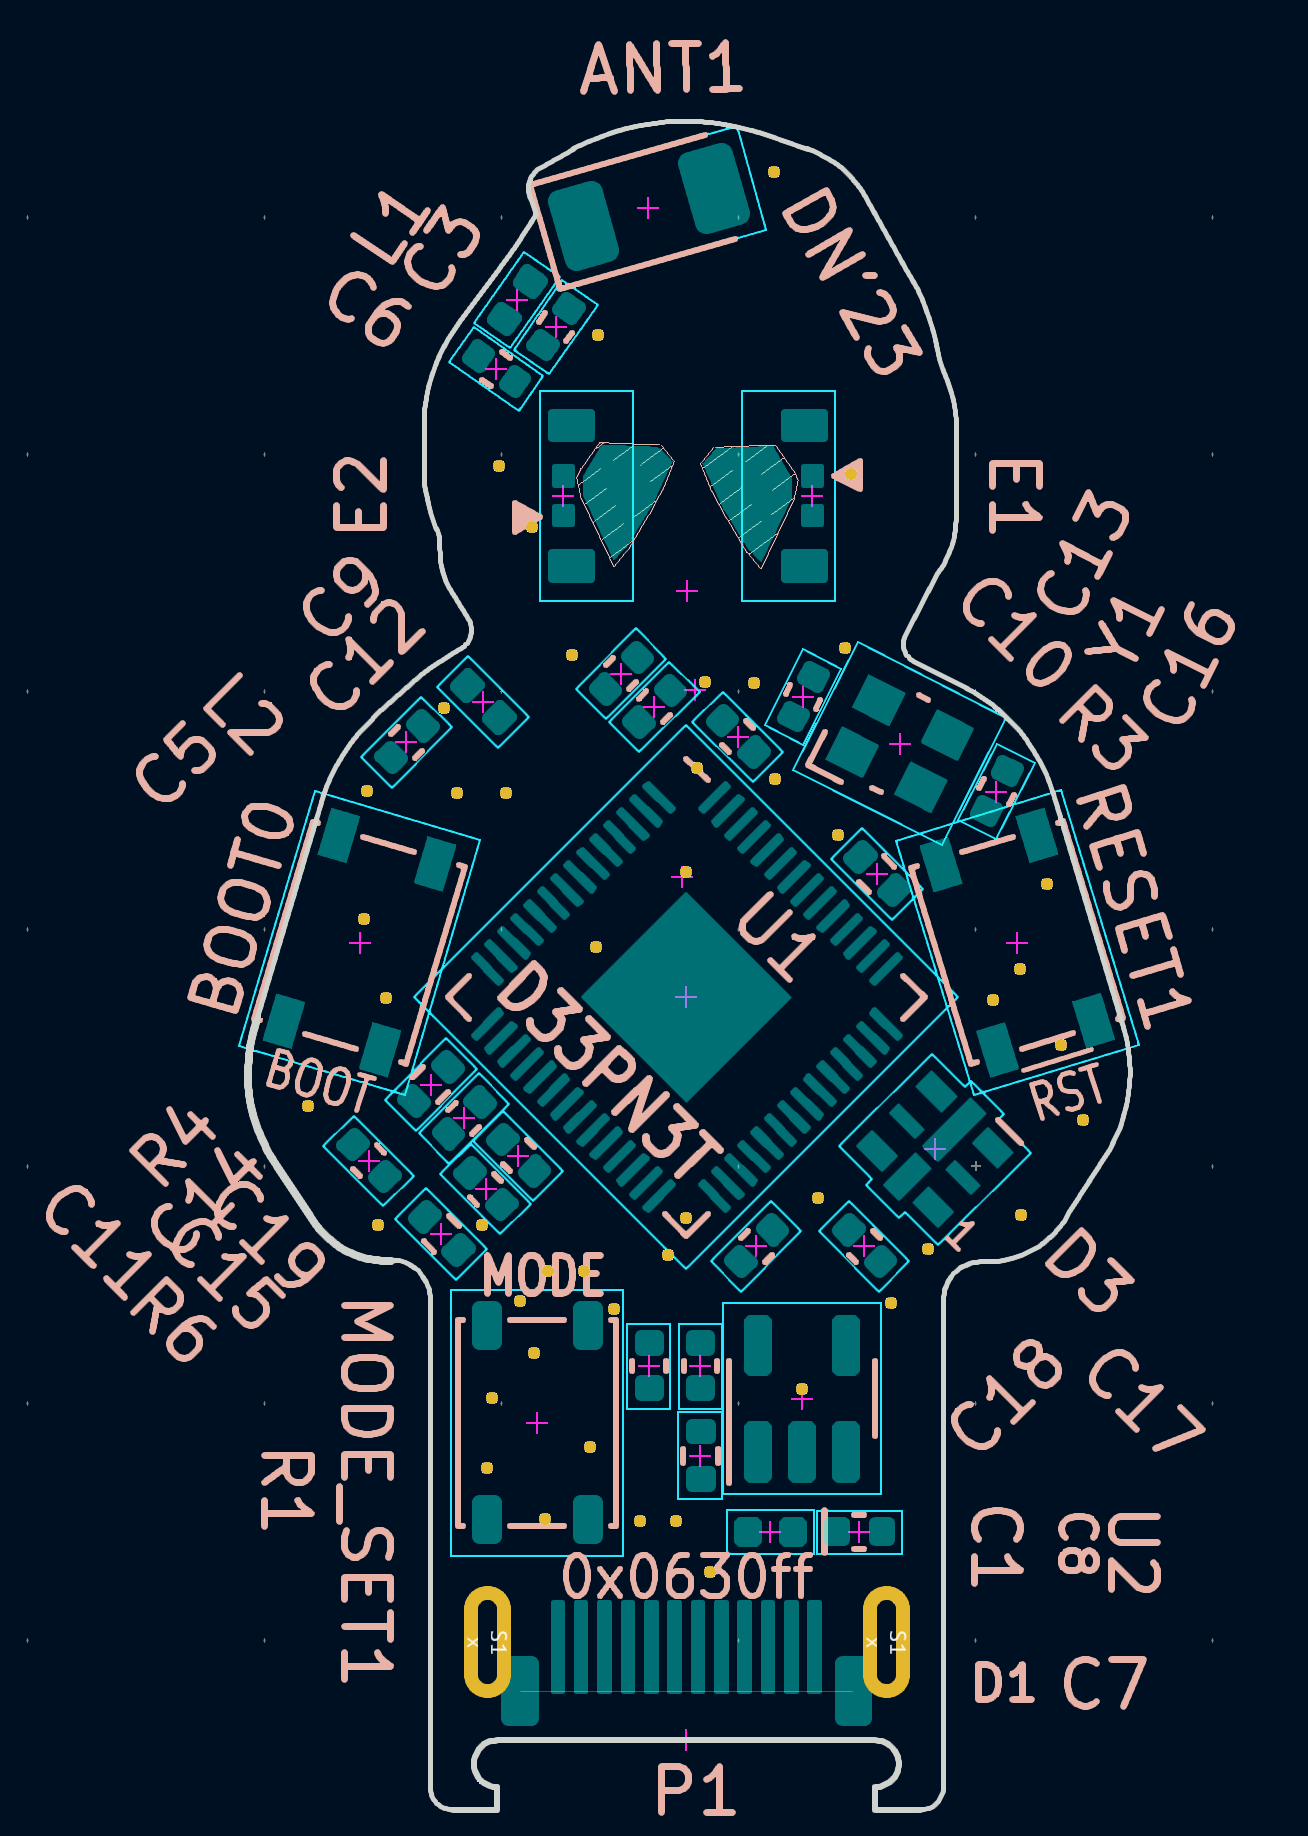 ANT1
L1
C3
C6
DN'23
E2
E1
C9
C12
C13
C10
Y1
C16
R3
C5
L2
BOOT0
RESET1
U1
D33PN3T
BOOT
RST
R4
C14
C19
C11
C15
R6
MODE
1
D3
MODE_SET1
R1
C18
C17
C1
C8
U2
0x0630ff
S1
x
S1
x
D1
C7
P1